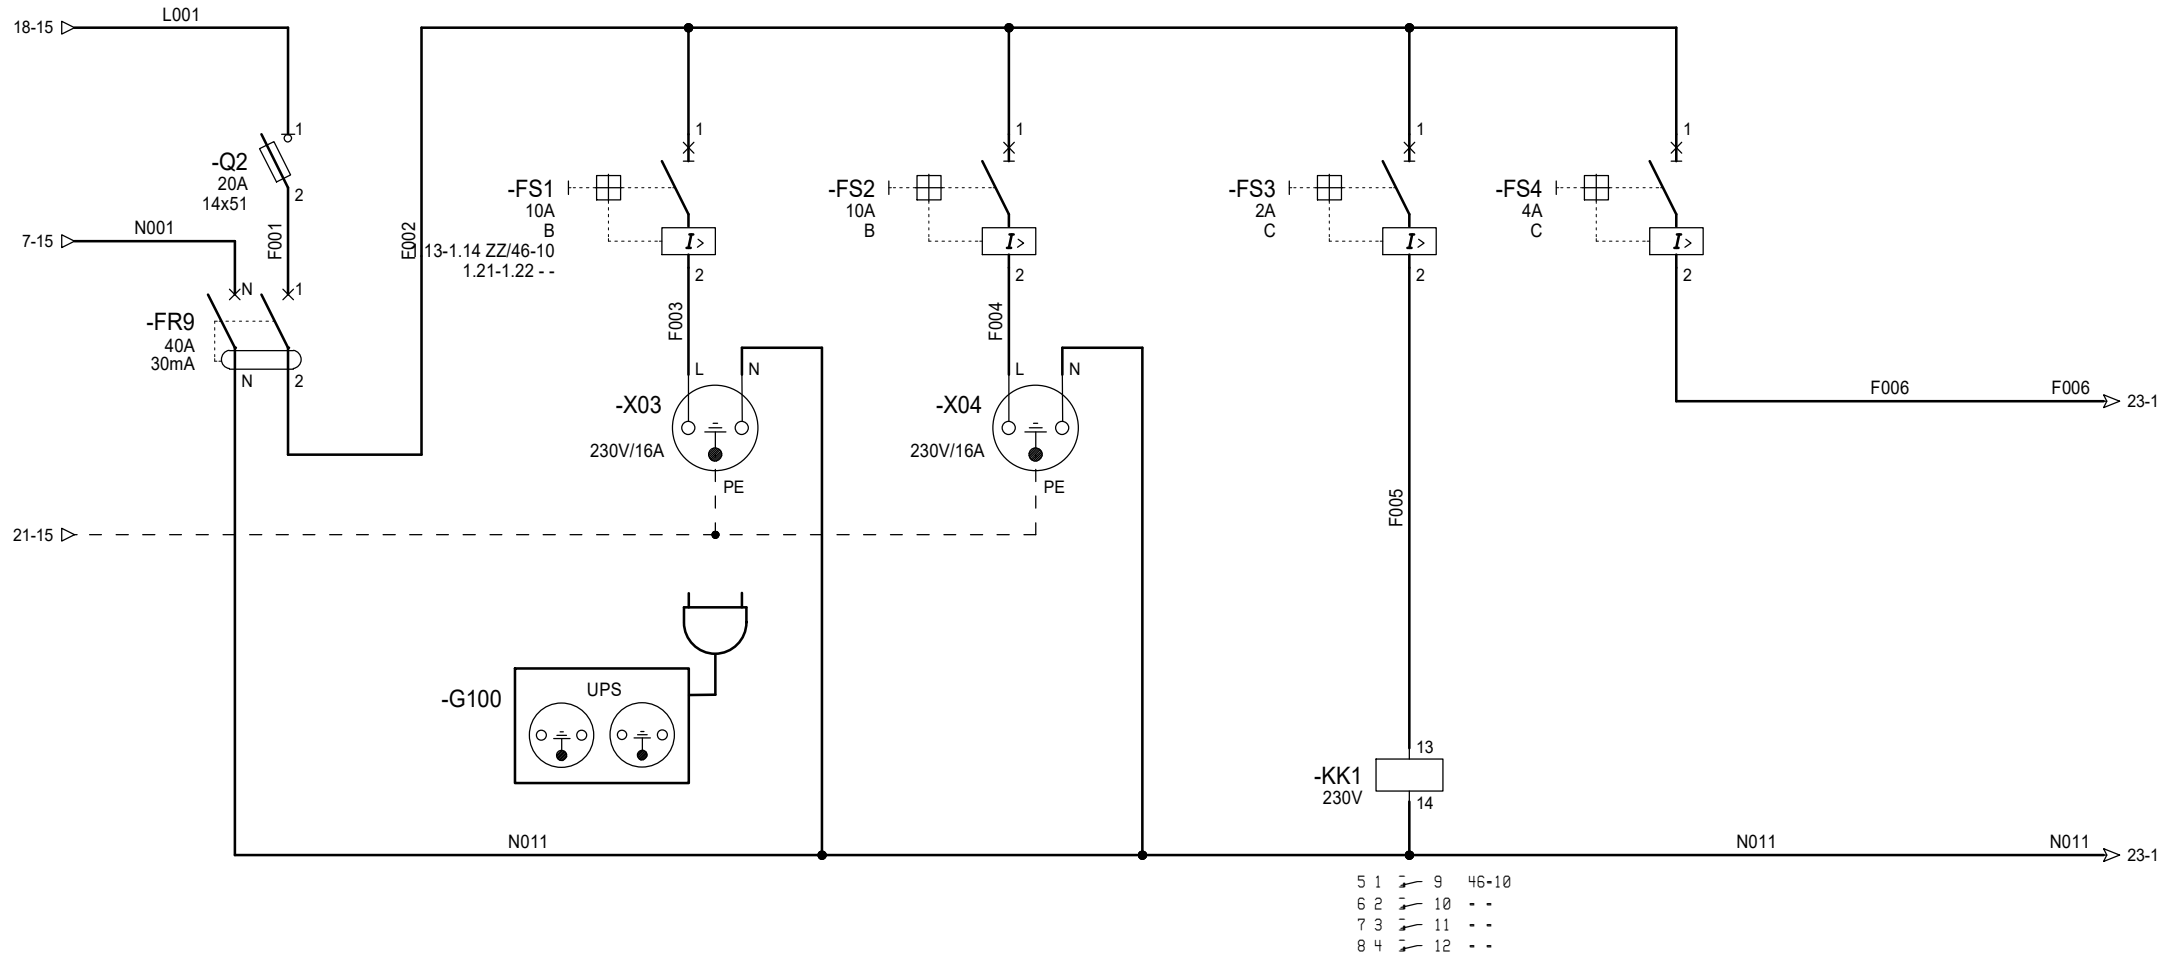 L001
18-15
1
-Q2
20A
14x51
2
N001
7-15
F001
N
1
-FR9
40A
30mA
N
2
F002
1
-FS1
10A
B
13-1.14 ZZ/46-10
1.21-1.22 - -
2
F003
L
N
-X03
230V/16A
PE
1
-FS2
10A
B
2
F004
L
N
-X04
230V/16A
PE
1
-FS3
2A
C
2
F005
1
-FS4
4A
C
2
F006
F006
23-1
21-15
UPS
-G100
13
-KK1
230V
14
N011
N011
N011
23-1
5 1 9 46-10
6 2 10 - -
7 3 11 - -
8 4 12 - -
I>
I>
I>
I>